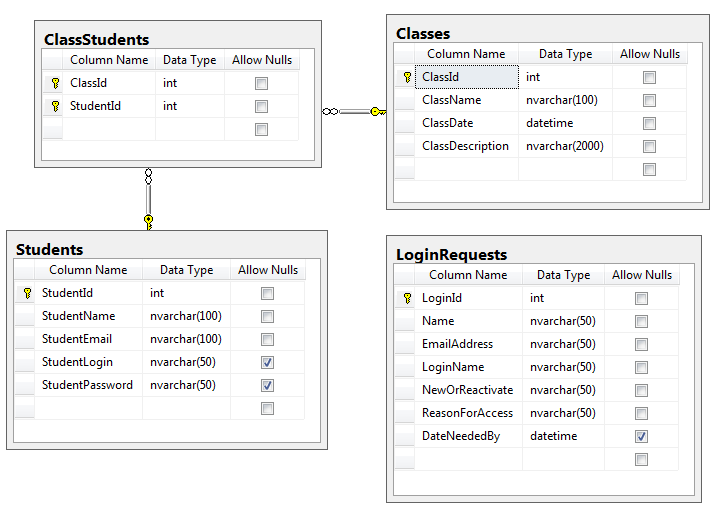 ClassStudents
Column Name Data Type Allow Nulls
ClassId int
StudentId int
Classes
Column Name Data Type Allow Nulls
ClassId int
ClassName nvarchar(100)
ClassDate datetime
ClassDescription nvarchar(2000)
Students
Column Name Data Type Allow Nulls
StudentId int
StudentName nvarchar(100)
StudentEmail nvarchar(100)
StudentLogin nvarchar(50)
StudentPassword nvarchar(50)
LoginRequests
Column Name Data Type Allow Nulls
LoginId int
Name nvarchar(50)
EmailAddress nvarchar(50)
LoginName nvarchar(50)
NewOrReactivate nvarchar(50)
ReasonForAccess nvarchar(50)
DateNeededBy datetime